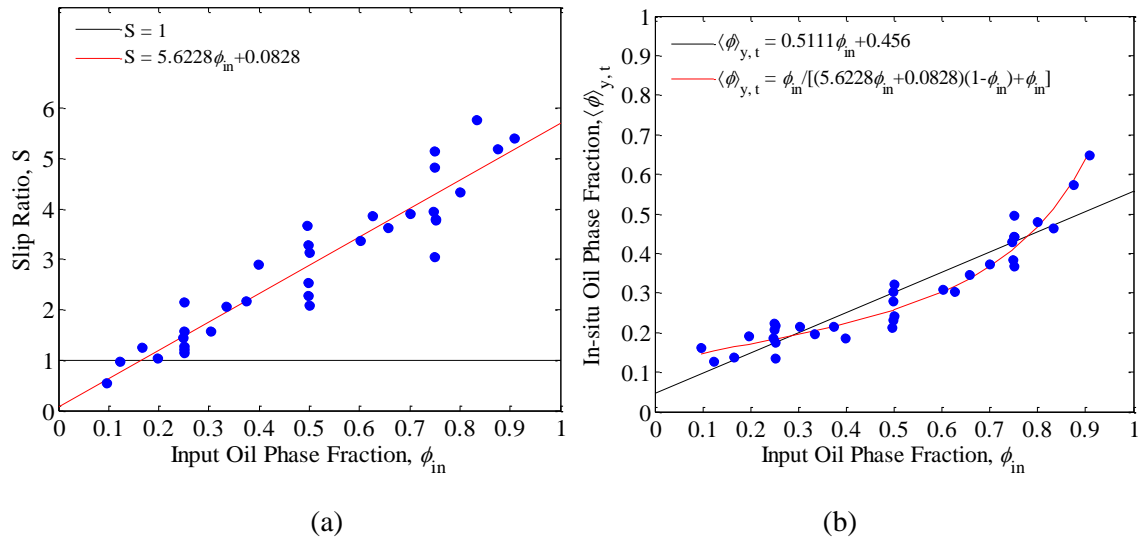 S = 1
S = 5.6228ϕin+0.0828
Slip Ratio, S
6
5
4
3
2
1
0
0 0.1 0.2 0.3 0.4 0.5 0.6 0.7 0.8 0.9 1
Input Oil Phase Fraction, ϕin
(a)
⟨ϕ⟩y, t = 0.5111ϕin+0.456
⟨ϕ⟩y, t = ϕin/[(5.6228ϕin+0.0828)(1-ϕin)+ϕin]
In-situ Oil Phase Fraction,⟨ϕ⟩y, t
1
0.9
0.8
0.7
0.6
0.5
0.4
0.3
0.2
0.1
0
0 0.1 0.2 0.3 0.4 0.5 0.6 0.7 0.8 0.9 1
Input Oil Phase Fraction, ϕin
(b)